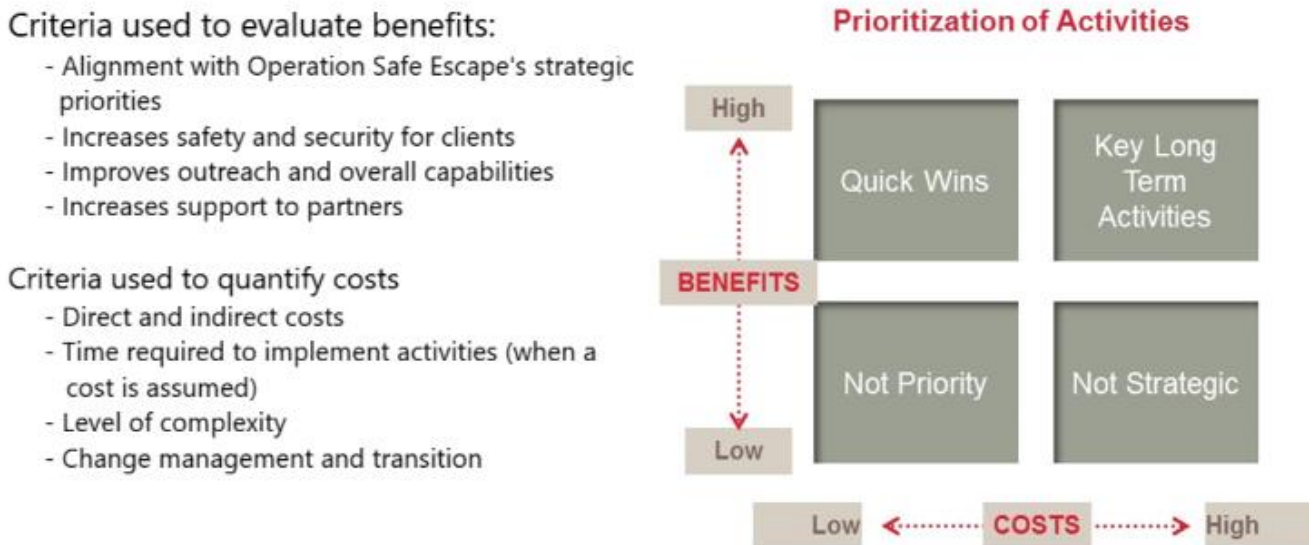 Criteria used to evaluate benefits:
- Alignment with Operation Safe Escape's strategic
priorities
- Increases safety and security for clients
- Improves outreach and overall capabilities
- Increases support to partners
Criteria used to quantify costs
- Direct and indirect costs
- Time required to implement activities (when a
cost is assumed)
- Level of complexity
- Change management and transition
Prioritization of Activities
High
Quick Wins
Key Long
Term
Activities
BENEFITS
Not Priority
Not Strategic
Low
Low
COSTS
High